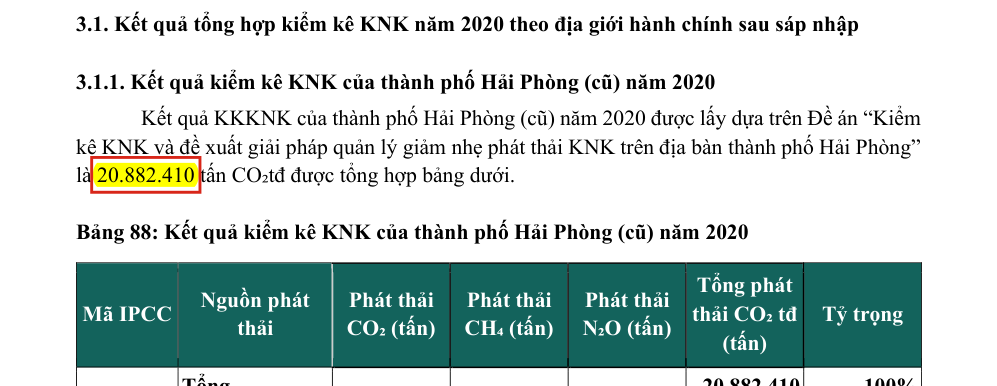 3.1. Kết quả tổng hợp kiểm kê KNK năm 2020 theo địa giới hành chính sau sáp nhập
3.1.1. Kết quả kiểm kê KNK của thành phố Hải Phòng (cũ) năm 2020
Kết quả KKKNK của thành phố Hải Phòng (cũ) năm 2020 được lấy dựa trên Đề án “Kiểm
kê KNK và đề xuất giải pháp quản lý giảm nhẹ phát thải KNK trên địa bàn thành phố Hải Phòng”
là 20.882.410 tấn CO₂tđ được tổng hợp bảng dưới.
Bảng 88: Kết quả kiểm kê KNK của thành phố Hải Phòng (cũ) năm 2020
Mã IPCC
Nguồn phát
thải
Phát thải
CO₂ (tấn)
Phát thải
CH₄ (tấn)
Phát thải
N₂O (tấn)
Tổng phát
thải CO₂ tđ
(tấn)
Tỷ trọng
Tổng
20.882.410
100%